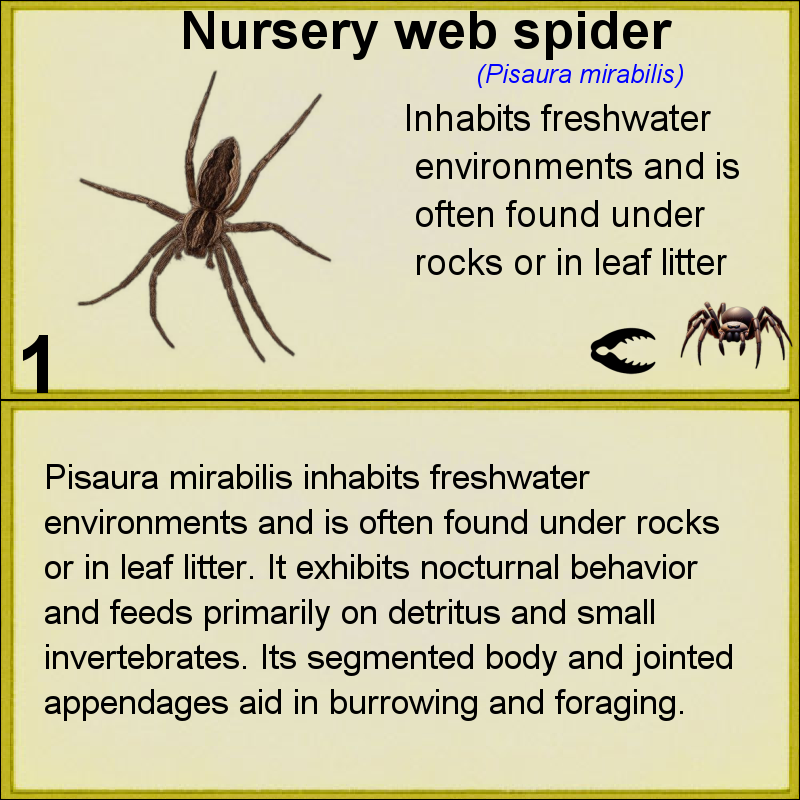 Nursery web spider
(Pisaura mirabilis)
Inhabits freshwater
environments and is
often found under
rocks or in leaf litter
1
Pisaura mirabilis inhabits freshwater
environments and is often found under rocks
or in leaf litter. It exhibits nocturnal behavior
and feeds primarily on detritus and small
invertebrates. Its segmented body and jointed
appendages aid in burrowing and foraging.